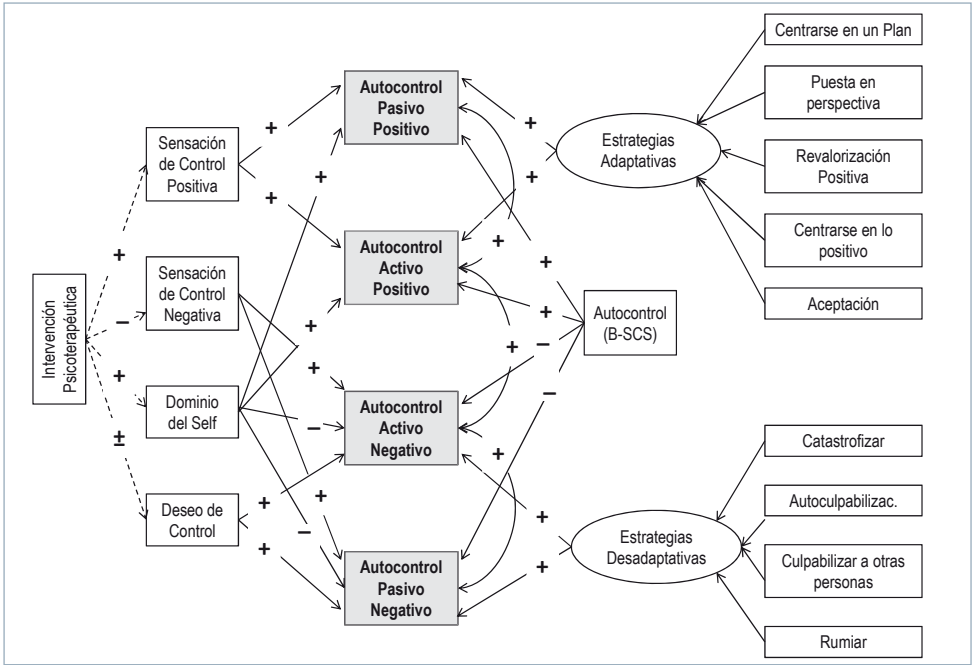 Intervención
Psicoterapéutica
+
–
+
±
Sensación
de Control
Positiva
Sensación
de Control
Negativa
Dominio
del Self
Deseo de
Control
+
+
+
+
+
–
+
+
+
–
Autocontrol
Pasivo
Positivo
Autocontrol
Activo
Positivo
Autocontrol
Activo
Negativo
Autocontrol
Pasivo
Negativo
+
+
+
+
+
+
–
–
+
+
+
Estrategias
Adaptativas
Autocontrol
(B-SCS)
Estrategias
Desadaptativas
Centrarse en un Plan
Puesta en
perspectiva
Revalorización
Positiva
Centrarse en lo
positivo
Aceptación
Catastrofizar
Autoculpabilizac.
Culpabilizar a otras
personas
Rumiar